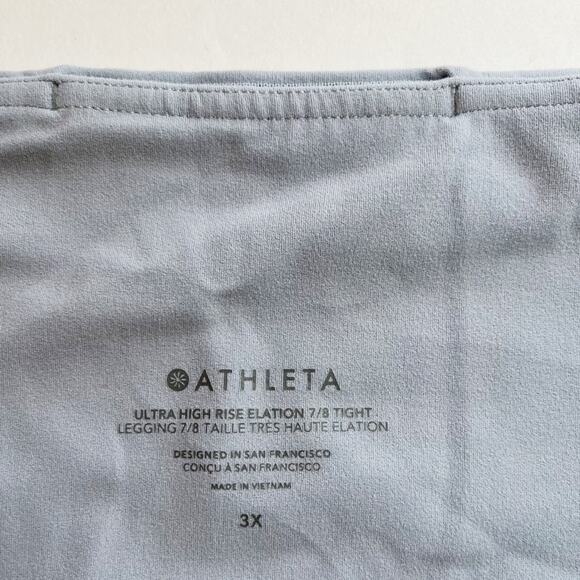 ATHLETA
ULTRA HIGH RISE ELATION 7/8 TIGHT
LEGGING 7/8 TAILLE TRÈS HAUTE ELATION
DESIGNED IN SAN FRANCISCO
CONÇU À SAN FRANCISCO
MADE IN VIETNAM
3X